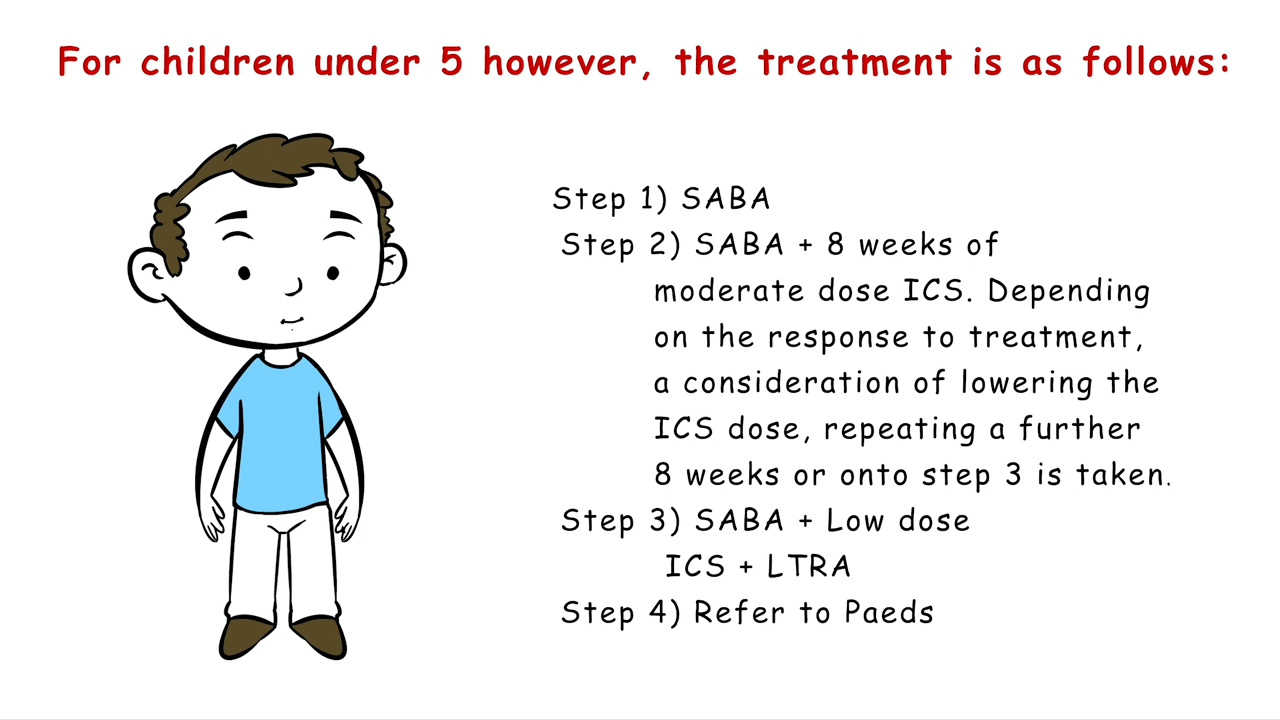 For children under 5 however, the treatment is as follows:
Step 1) SABA
Step 2) SABA + 8 weeks of
moderate dose ICS. Depending
on the response to treatment,
a consideration of lowering the
ICS dose, repeating a further
8 weeks or onto step 3 is taken.
Step 3) SABA + Low dose
ICS + LTRA
Step 4) Refer to Paeds